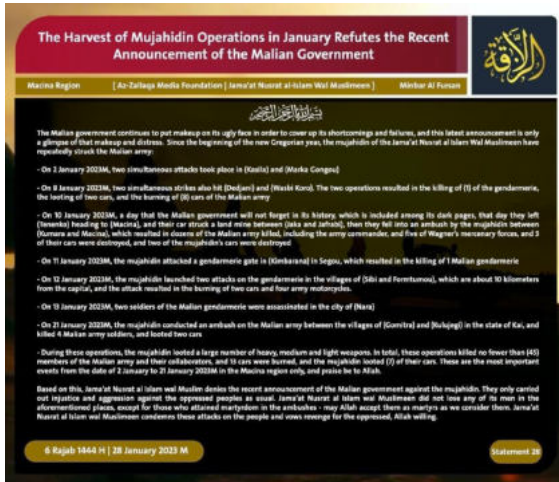 The Harvest of Mujahidin Operations in January Refutes the Recent
Announcement of the Malian Government
الزلاقة
Macina Region [ Az-Zallaqa Media Foundation | Jama'at Nusrat al-Islam Wal Muslimeen ] Minbar Al Fursan
بسم الله الرحمن الرحيم
The Malian government continues to put makeup on its ugly face in order to cover up its shortcomings and failures, and this latest announcement is only
a glimpse of that makeup and distress. Since the beginning of the new Gregorian year, the mujahidin of the Jama'at Nusrat al-Islam Wal Muslimeen have
repeatedly struck the Malian army:
- On 2 January 2023M, two simultaneous attacks took place in (Kasila) and (Marka Gongou)
- On 8 January 2023M, two simultaneous strikes also hit (Dedjani) and (Washi Koro). The two operations resulted in the killing of (1) of the gendarmerie,
the looting of two cars, and the burning of (8) cars of the Malian army
- On 10 January 2023M, a day that the Malian government will not forget in its history, which is included among its dark pages, that day they left
(Tenenko) heading to (Macina), and their car struck a land mine between (Jaka and Jafrabi), then they fell into an ambush by the mujahidin between
(Kumara and Macina), which resulted in dozens of the Malian army killed, including the army commander, and five of Wagner's mercenary forces, and 3
of their cars were destroyed, and two of the mujahidin's cars were destroyed
- On 11 January 2023M, the mujahidin attacked a gendarmerie gate in (Kimbarana) in Segou, which resulted in the killing of 1 Malian gendarmerie
- On 12 January 2023M, the mujahidin launched two attacks on the gendarmerie in the villages of (Sibi and Formtumou), which are about 10 kilometers
from the capital, and the attack resulted in the burning of two cars and four army motorcycles.
- On 13 January 2023M, two soldiers of the Malian gendarmerie were assassinated in the city of (Nara)
- On 21 January 2023M, the mujahidin conducted an ambush on the Malian army between the villages of (Gomitra) and (Kulujegi) in the state of Kai, and
killed 4 Malian army soldiers, and looted two cars
- During these operations, the mujahidin looted a large number of heavy, medium and light weapons. In total, these operations killed no fewer than (45)
members of the Malian army and their collaborators, and 13 cars were burned, and the mujahidin looted (7) of their cars. These are the most important
events from the date of 2 January to 21 January 2023M in the Macina region only, and praise be to Allah.
Based on this, Jama'at Nusrat al Islam wal Muslim denies the recent announcement of the Malian government against the mujahidin. They only carried
out injustice and aggression against the oppressed peoples as usual. Jama'at Nusrat al Islam wal Muslimeen did not lose any of its men in the
aforementioned places, except for those who attained martyrdom in the ambushes - may Allah accept them as martyrs as we consider them. Jama'at
Nusrat al Islam wal Muslimeen condemns these attacks on the people and vows revenge for the oppressed, Allah willing.
6 Rajab 1444 H | 28 January 2023 M
Statement 28